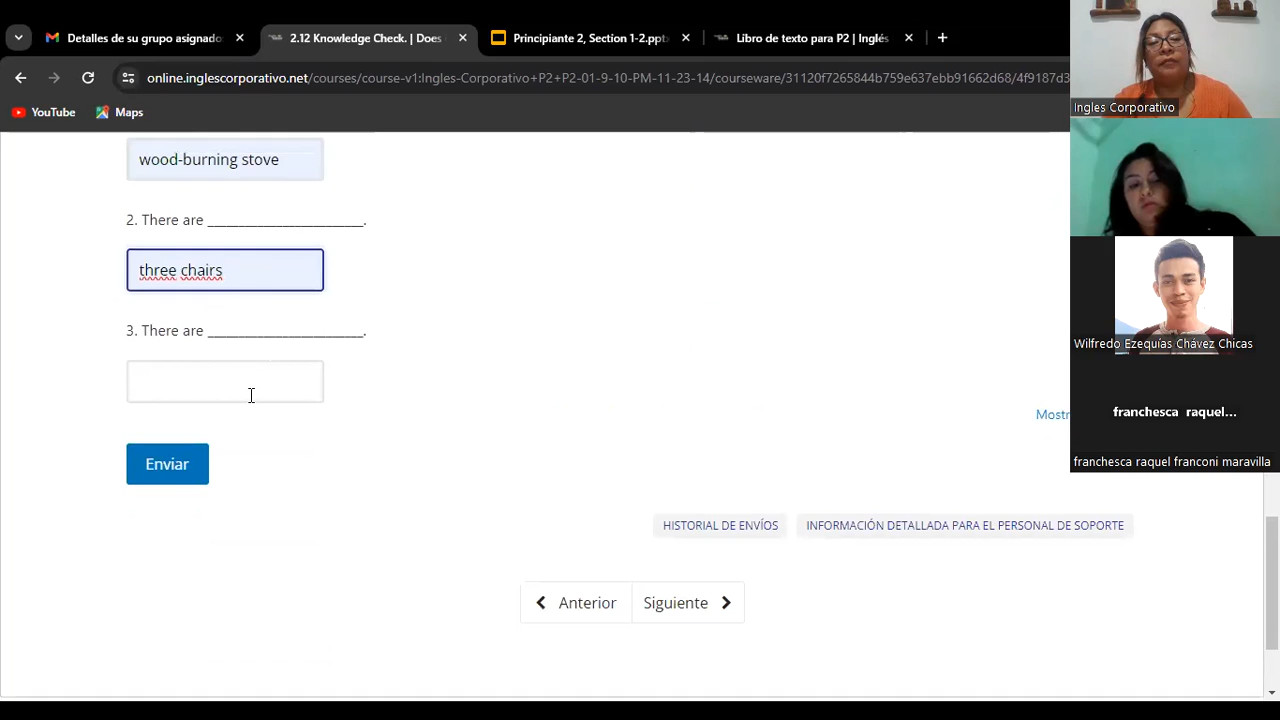 Detalles de su grupo asignado
2.12 Knowledge Check. | Does
Principiante 2, Section 1-2.ppt
Libro de texto para P2 | Inglés
online.inglescorporativo.net/courses/course-v1:Ingles-Corporativo+P2+P2-01-9-10-PM-11-23-14/courseware/31120f7265844b759e637ebb91662d68/4f9187d3
YouTube
Maps
wood-burning stove
2. There are ______________________.
three chairs
3. There are ______________________.
Mostr
Enviar
HISTORIAL DE ENVÍOS
INFORMACIÓN DETALLADA PARA EL PERSONAL DE SOPORTE
Anterior
Siguiente
Ingles Corporativo
Wilfredo Ezequías Chávez Chicas
franchesca raquel...
franchesca raquel franconi maravilla